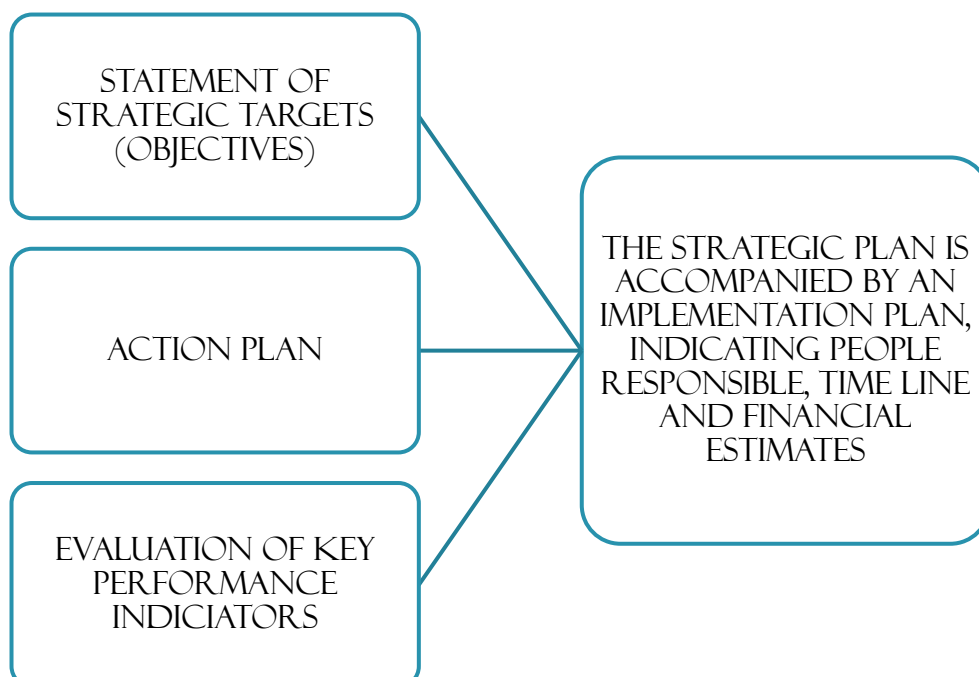 STATEMENT OF
STRATEGIC TARGETS
(OBJECTIVES)
ACTION PLAN
EVALUATION OF KEY
PERFORMANCE
INDICIATORS
THE STRATEGIC PLAN IS
ACCOMPANIED BY AN
IMPLEMENTATION PLAN,
INDICATING PEOPLE
RESPONSIBLE, TIME LINE
AND FINANCIAL
ESTIMATES